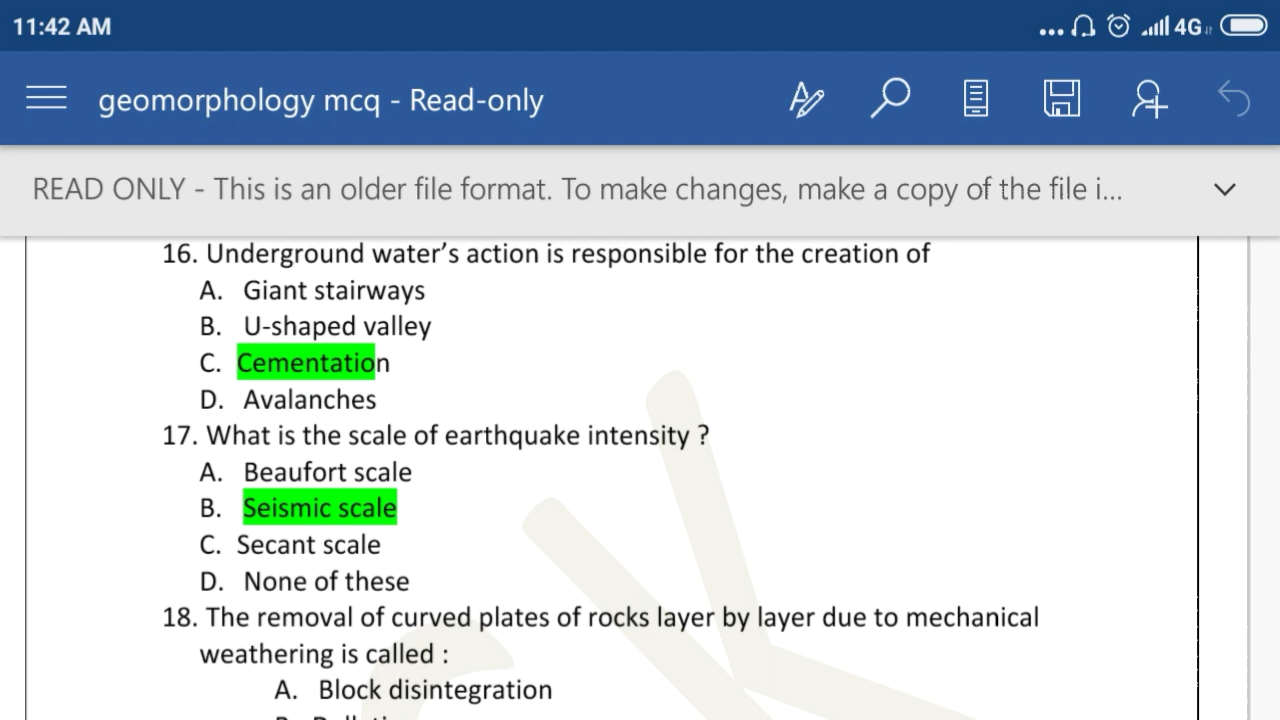 11:42 AM
4G
geomorphology mcq - Read-only
READ ONLY - This is an older file format. To make changes, make a copy of the file i...
16. Underground water’s action is responsible for the creation of
A. Giant stairways
B. U-shaped valley
C. Cementation
D. Avalanches
17. What is the scale of earthquake intensity ?
A. Beaufort scale
B. Seismic scale
C. Secant scale
D. None of these
18. The removal of curved plates of rocks layer by layer due to mechanical
weathering is called :
A. Block disintegration